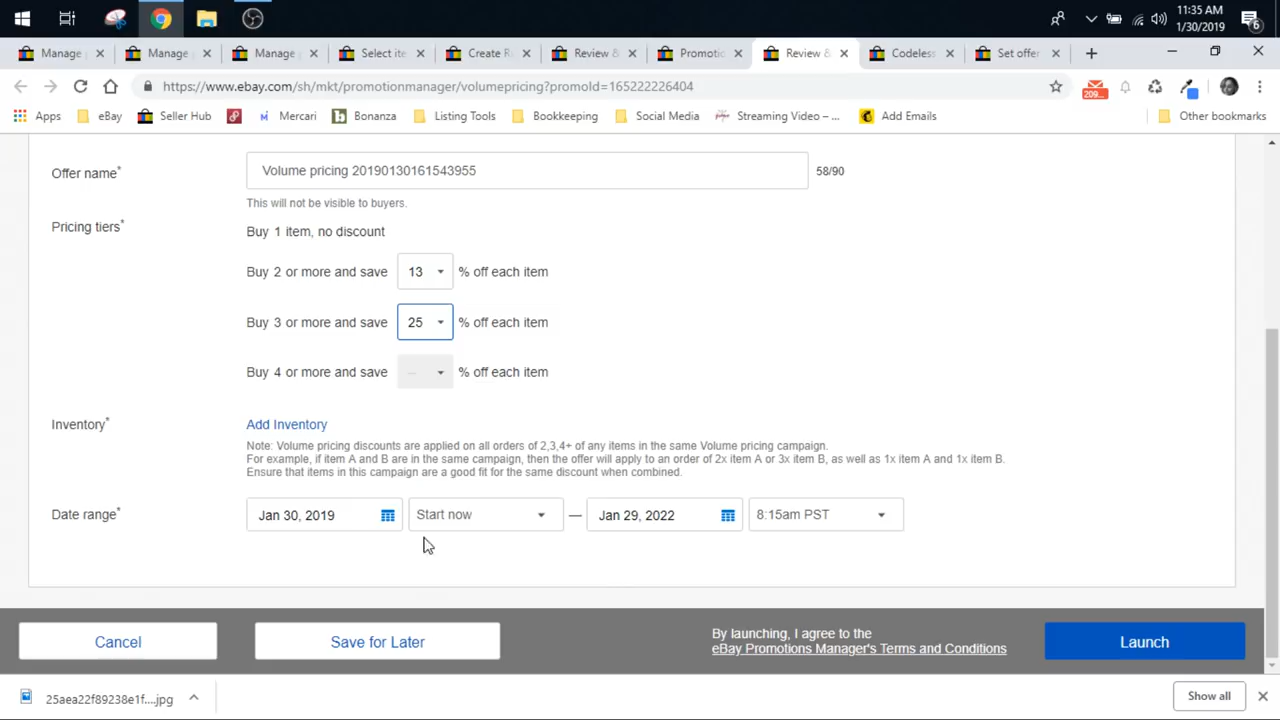 11:35 AM
1/30/2019
6
Manage
Manage
Manage
Select ite
Create R
Review &
Promotic
Review &
Codeless
Set offer
https://www.ebay.com/sh/mkt/promotionmanager/volumepricing?promoId=165222226404
209...
Apps
eBay
Seller Hub
Mercari
Bonanza
Listing Tools
Bookkeeping
Social Media
Streaming Video – ...
Add Emails
Other bookmarks
Offer name*
Volume pricing 20190130161543955
58/90
This will not be visible to buyers.
Pricing tiers*
Buy 1 item, no discount
Buy 2 or more and save 13 % off each item
Buy 3 or more and save 25 % off each item
Buy 4 or more and save — % off each item
Inventory*
Add Inventory
Note: Volume pricing discounts are applied on all orders of 2,3,4+ of any items in the same Volume pricing campaign.
For example, if item A and B are in the same campaign, then the offer will apply to an order of 2x item A or 3x item B, as well as 1x item A and 1x item B.
Ensure that items in this campaign are a good fit for the same discount when combined.
Date range*
Jan 30, 2019
Start now
—
Jan 29, 2022
8:15am PST
Cancel
Save for Later
By launching, I agree to the
eBay Promotions Manager's Terms and Conditions
Launch
25aea22f89238e1f....jpg
Show all